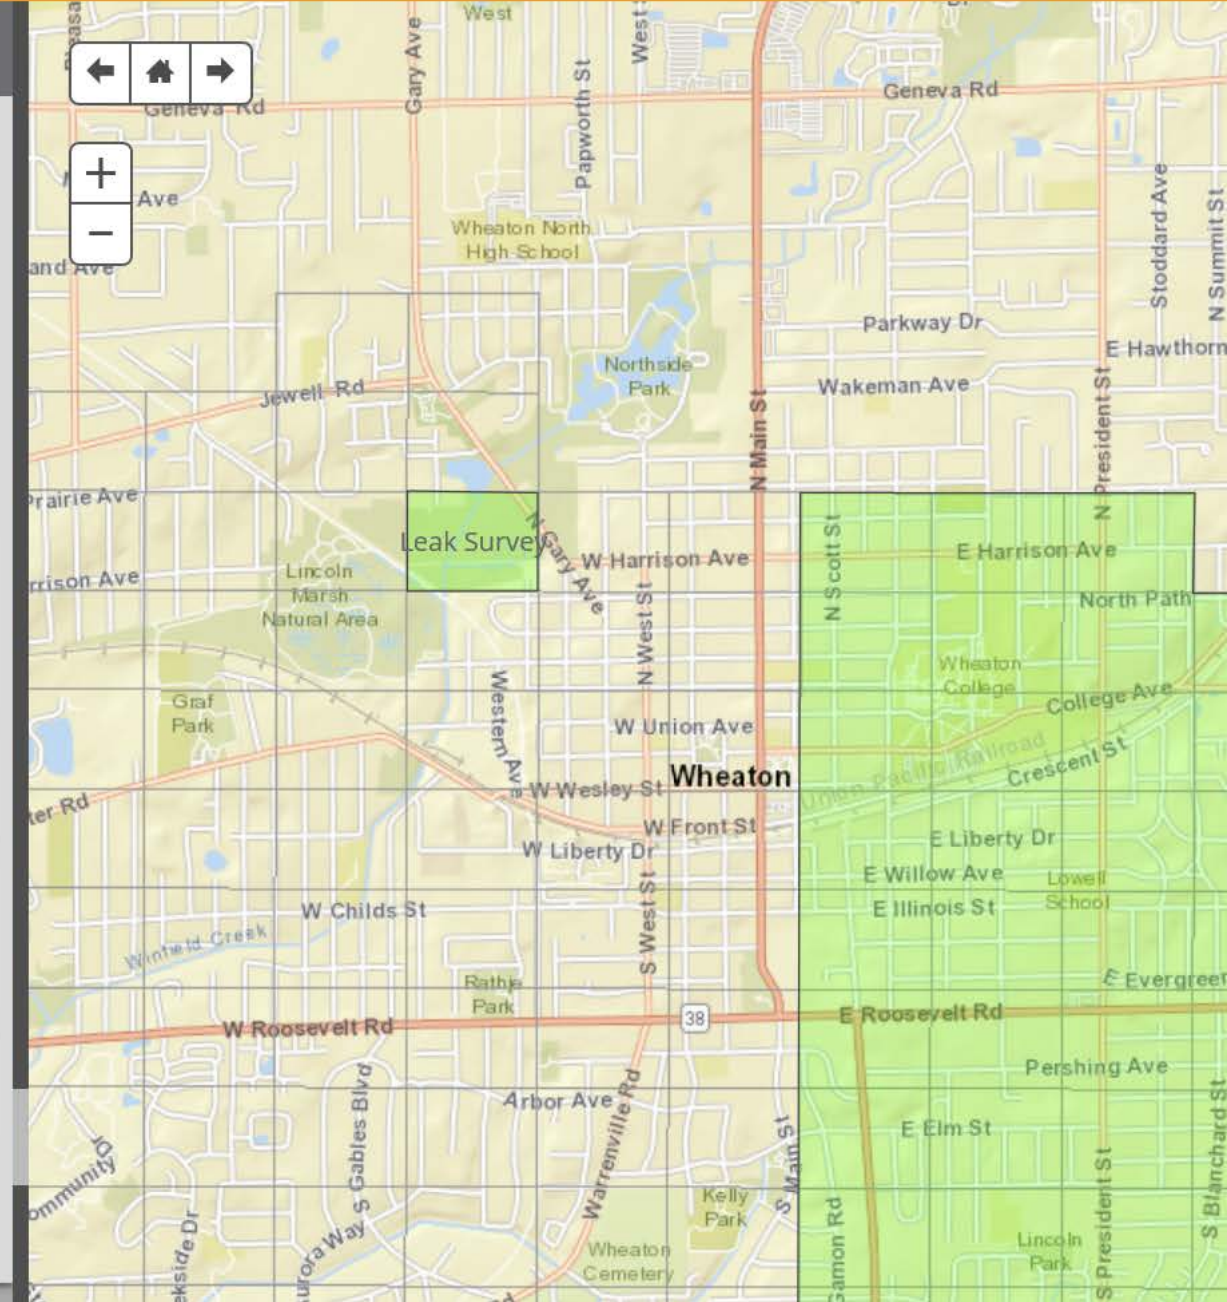 West
Gary Ave
Papworth St
Geneva Rd
Geneva Rd
Ave
Stoddard Ave
N Summit St
Wheaton North
High School
and Ave
Parkway Dr
E Hawthorn
Northside
Park
Jewell Rd
Wakeman Ave
N Main St
N President St
Prairie Ave
Leak Survey
N Gary Ave
W Harrison Ave
N Scott St
E Harrison Ave
rrison Ave
Lincoln
Marsh
Natural Area
N West St
North Path
Wheaton
College
College Ave
Graf
Park
Western Ave
W Union Ave
Union Pacific Railroad
Crescent St
Wheaton
W Wesley St
ter Rd
W Front St
W Liberty Dr
E Liberty Dr
E Willow Ave
Lowell
School
E Illinois St
W Childs St
S West St
Winfield Creek
Rathje
Park
E Evergreen
38
E Roosevelt Rd
W Roosevelt Rd
Pershing Ave
Arbor Ave
E Elm St
S Gables Blvd
Warrenville Rd
S Main St
S President St
S Blanchard St
ommunity Dr
Kelly
Park
Gamon Rd
Lincoln
Park
Wheaton
Cemetery
urora Way
ekside Dr